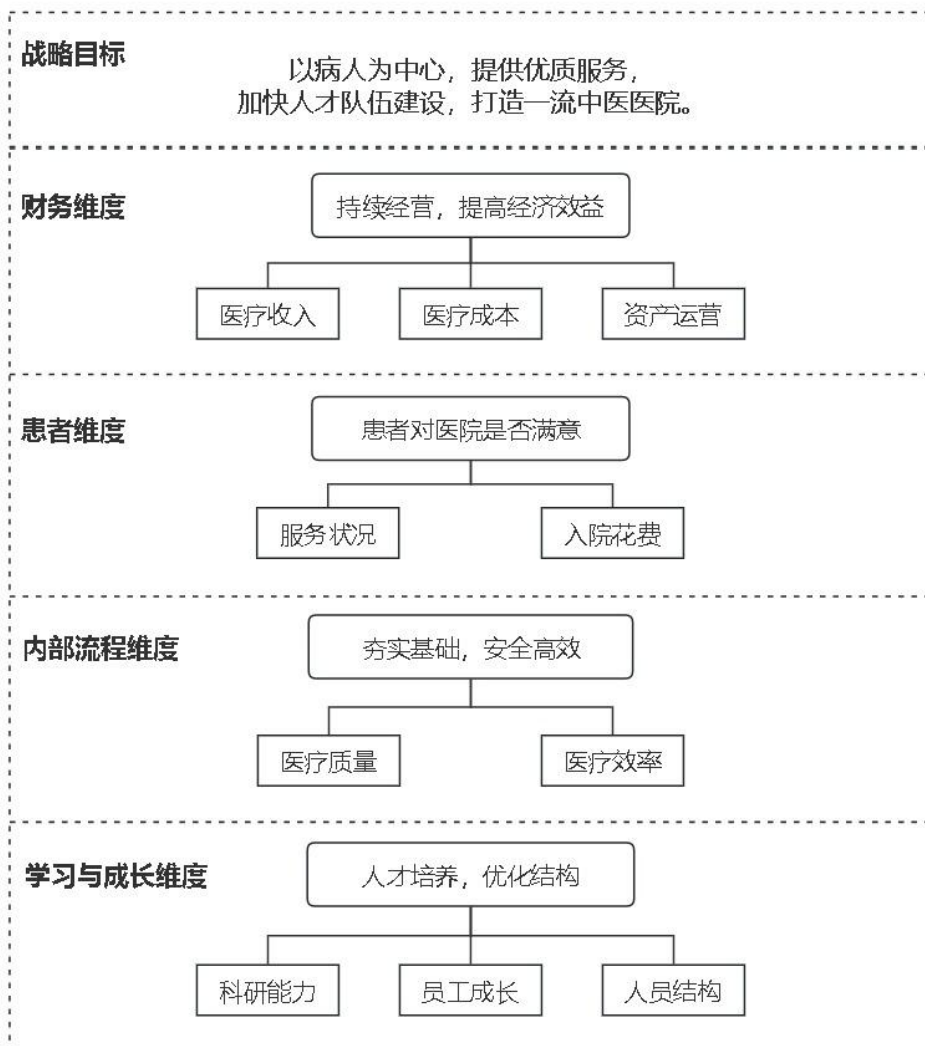 战略目标
以病人为中心，提供优质服务，
加快人才队伍建设，打造一流中医医院。
财务维度
持续经营，提高经济效益
医疗收入
医疗成本
资产运营
患者维度
患者对医院是否满意
服务状况
入院花费
内部流程维度
夯实基础，安全高效
医疗质量
医疗效率
学习与成长维度
人才培养，优化结构
科研能力
员工成长
人员结构